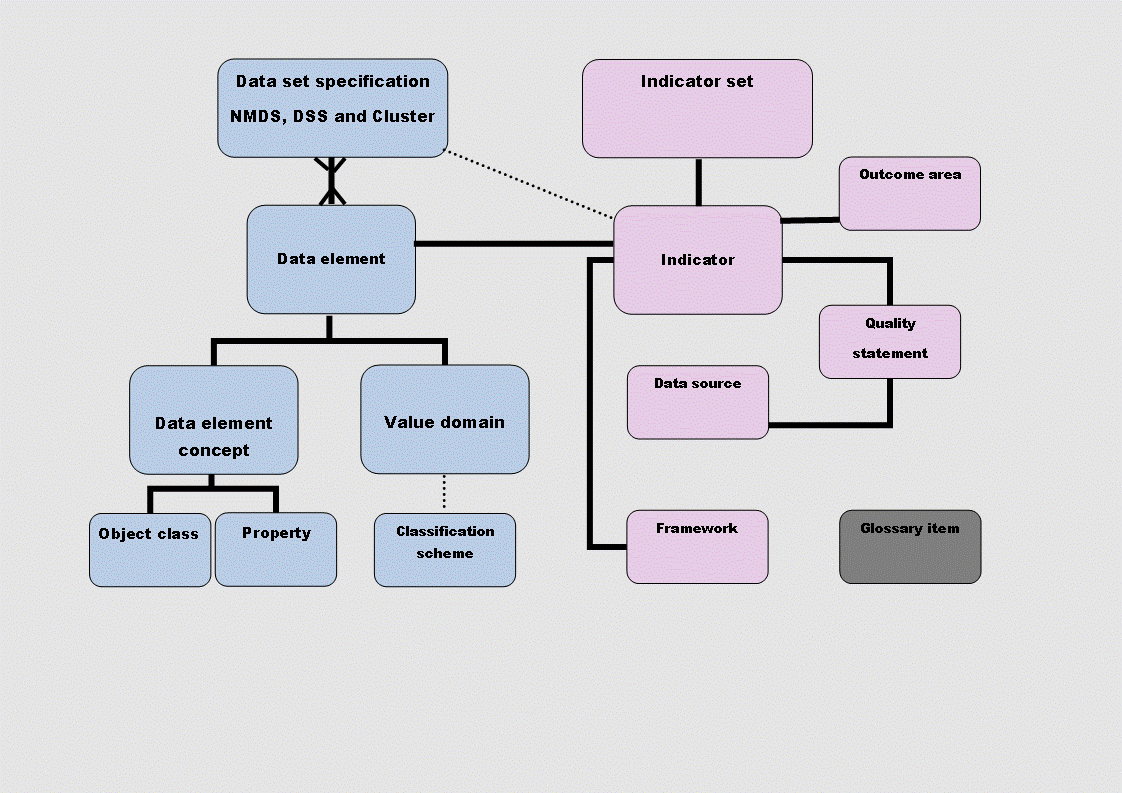 Data set specification
NMDS, DSS and Cluster
Indicator set
Outcome area
Data element
Indicator
Quality
statement
Data source
Data element
concept
Value domain
Object class
Property
Classification
scheme
Framework
Glossary item